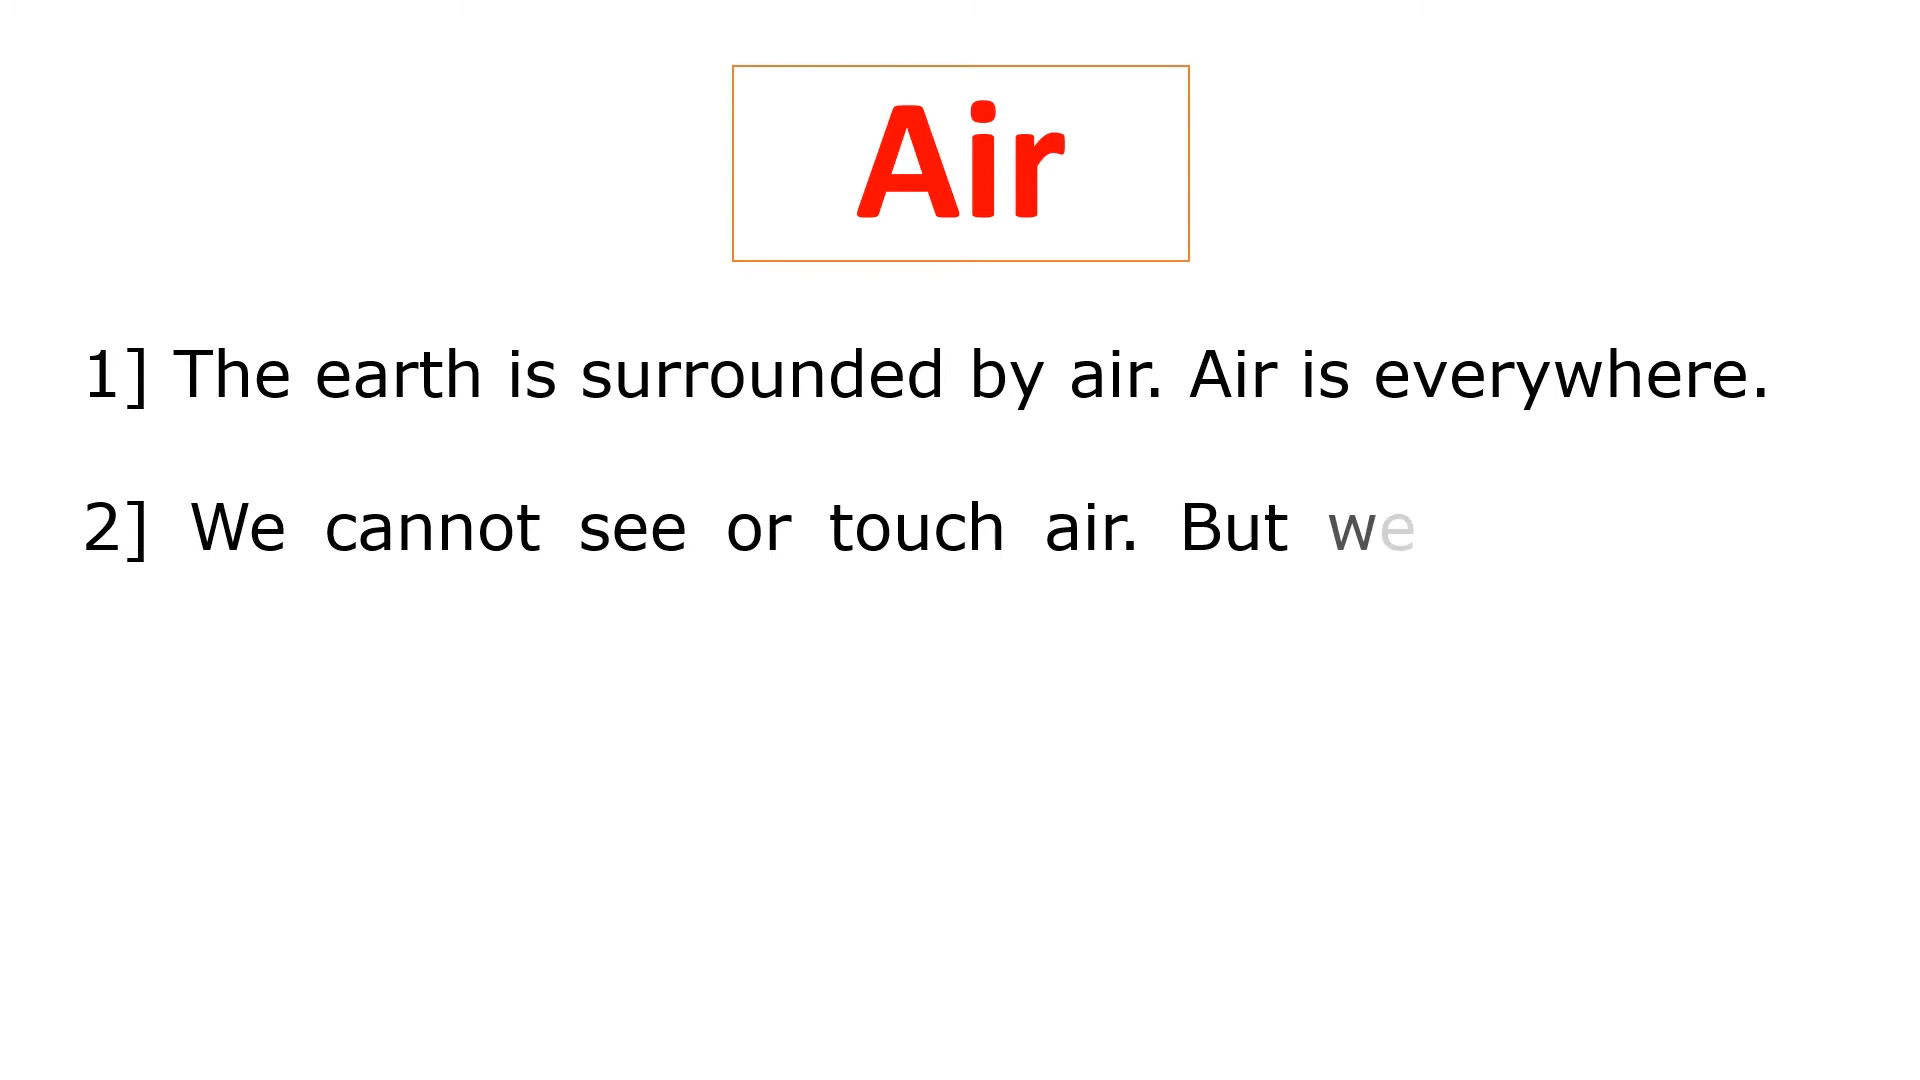 Air
1] The earth is surrounded by air. Air is everywhere.
2] We cannot see or touch air. But we